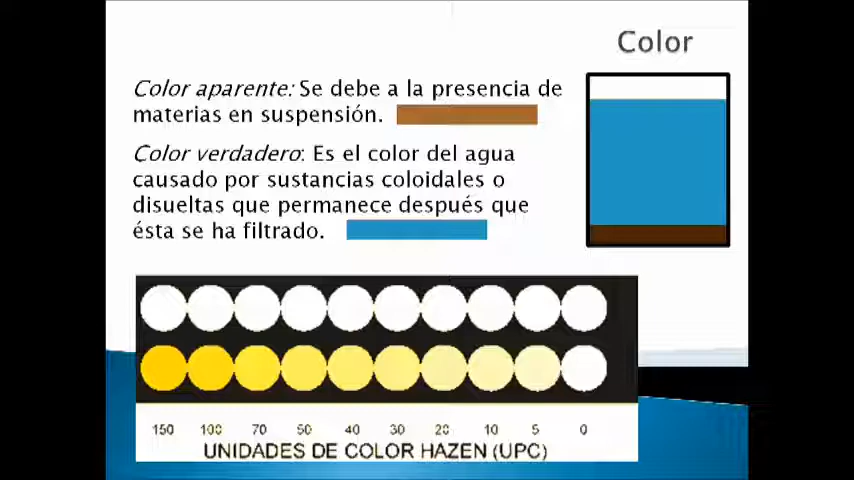 Color
Color aparente: Se debe a la presencia de
materias en suspensión.
Color verdadero: Es el color del agua
causado por sustancias coloidales o
disueltas que permanece después que
ésta se ha filtrado.
150 100 70 50 40 30 20 10 5 0
UNIDADES DE COLOR HAZEN (UPC)